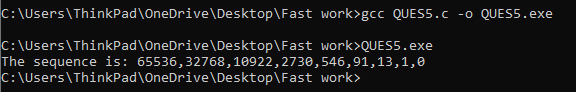 C:\Users\ThinkPad\OneDrive\Desktop\Fast work>gcc QUES5.c -o QUES5.exe
C:\Users\ThinkPad\OneDrive\Desktop\Fast work>QUES5.exe
The sequence is: 65536,32768,10922,2730,546,91,13,1,0
C:\Users\ThinkPad\OneDrive\Desktop\Fast work>